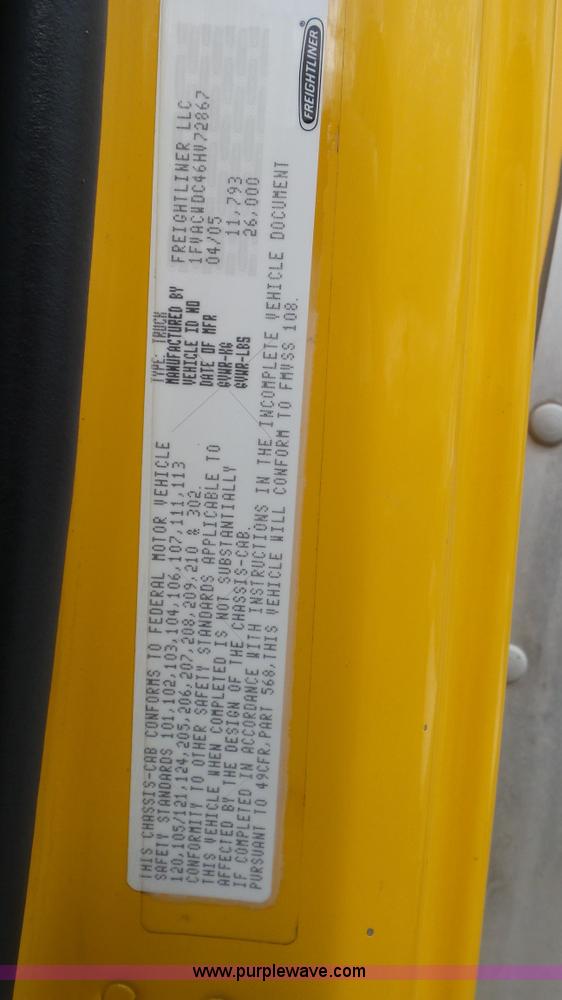 THIS CHASSIS-CAB CONFORMS TO FEDERAL MOTOR VEHICLE
SAFETY STANDARDS 101,102,103,104,106,107,111,113
120,105/121,124,205,206,207,208,209,210 & 302.
CONFORMITY TO OTHER SAFETY STANDARDS APPLICABLE TO
THIS VEHICLE WHEN COMPLETED IS NOT SUBSTANTIALLY
AFFECTED BY THE DESIGN OF THE CHASSIS-CAB.
IF COMPLETED IN ACCORDANCE WITH INSTRUCTIONS IN THE INCOMPLETE VEHICLE DOCUMENT
PURSUANT TO 49CFR,PART 568,THIS VEHICLE WILL CONFORM TO FMVSS 108.
TYPE: TRUCK
MANUFACTURED BY FREIGHTLINER LLC
VEHICLE ID NO 1FVACWDC46HV72867
DATE OF MFR 04/05
GVWR-KG 11,793
GVWR-LBS 26,000
FREIGHTLINER
www.purplewave.com